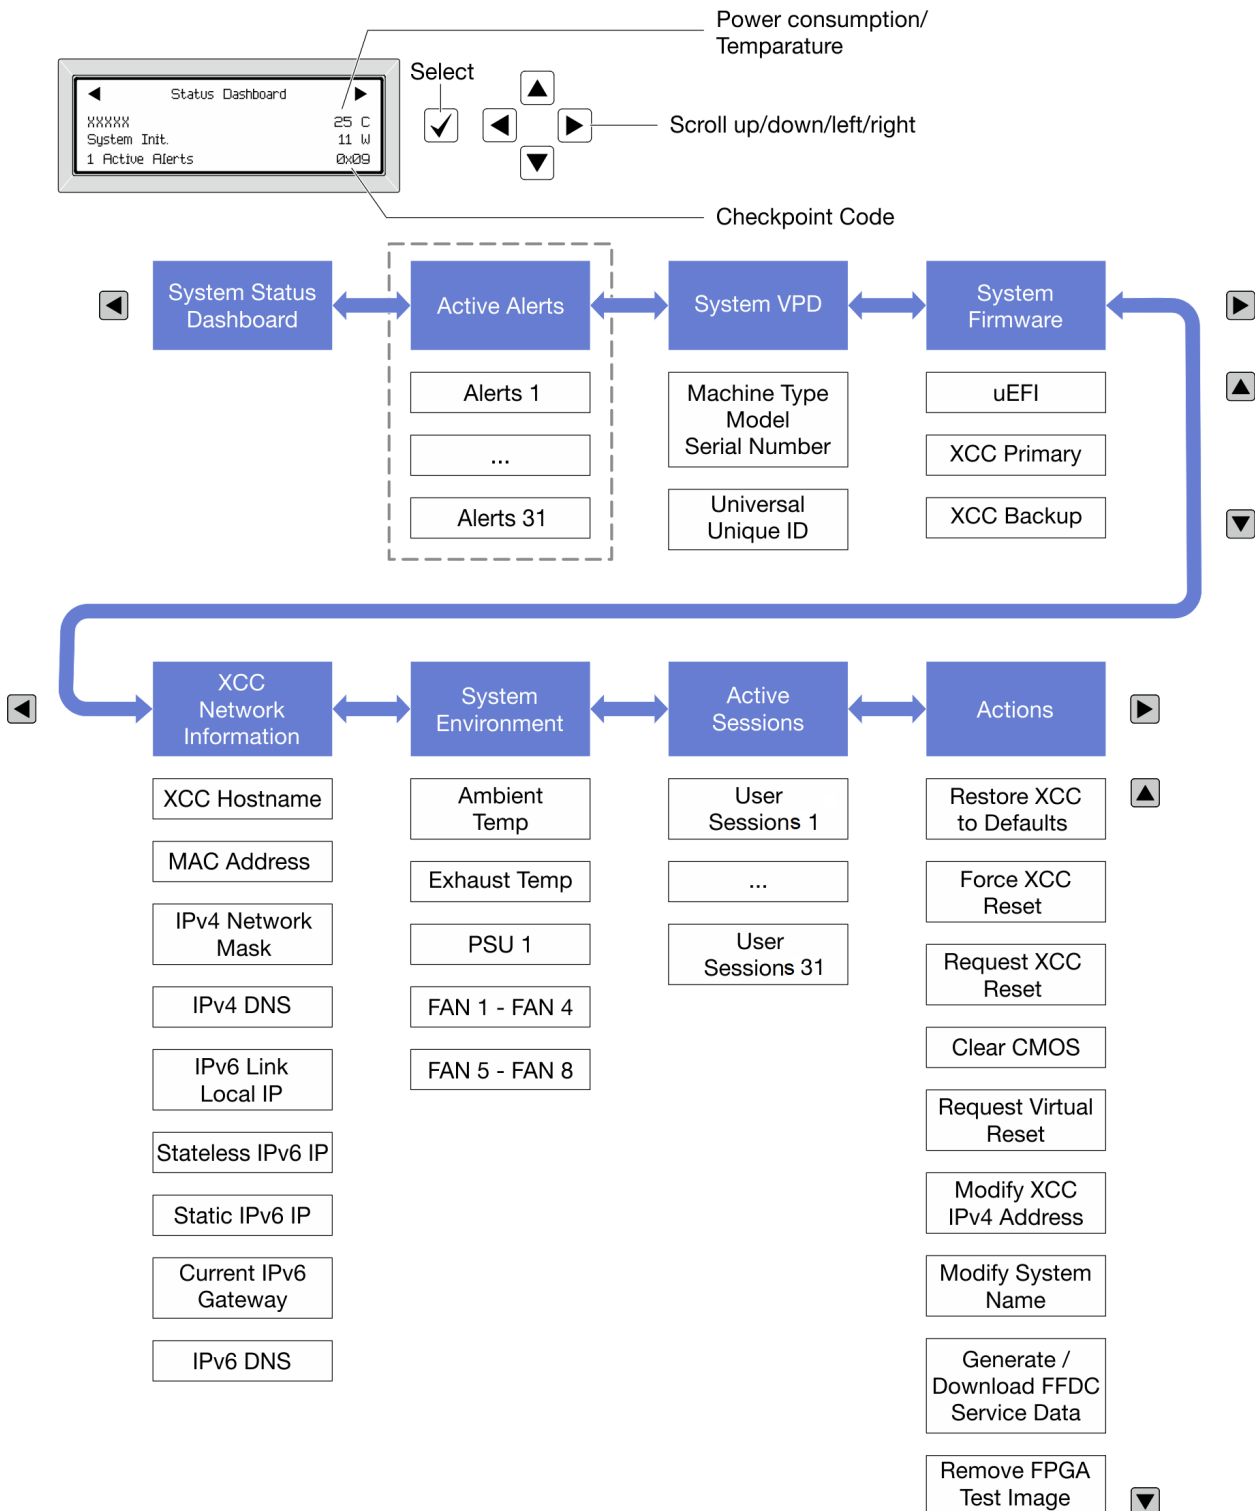 Power consumption/
Temparature
Select
Status Dashboard
XXXXX 25 C
System Init. 11 W
1 Active Alerts 0x09
Scroll up/down/left/right
Checkpoint Code
System Status
Dashboard
Active Alerts
System VPD
System
Firmware
Alerts 1
...
Alerts 31
Machine Type
Model
Serial Number
Universal
Unique ID
uEFI
XCC Primary
XCC Backup
XCC
Network
Information
System
Environment
Active
Sessions
Actions
XCC Hostname
MAC Address
IPv4 Network
Mask
IPv4 DNS
IPv6 Link
Local IP
Stateless IPv6 IP
Static IPv6 IP
Current IPv6
Gateway
IPv6 DNS
Ambient
Temp
Exhaust Temp
PSU 1
FAN 1 - FAN 4
FAN 5 - FAN 8
User
Sessions 1
...
User
Sessions 31
Restore XCC
to Defaults
Force XCC
Reset
Request XCC
Reset
Clear CMOS
Request Virtual
Reset
Modify XCC
IPv4 Address
Modify System
Name
Generate /
Download FFDC
Service Data
Remove FPGA
Test Image